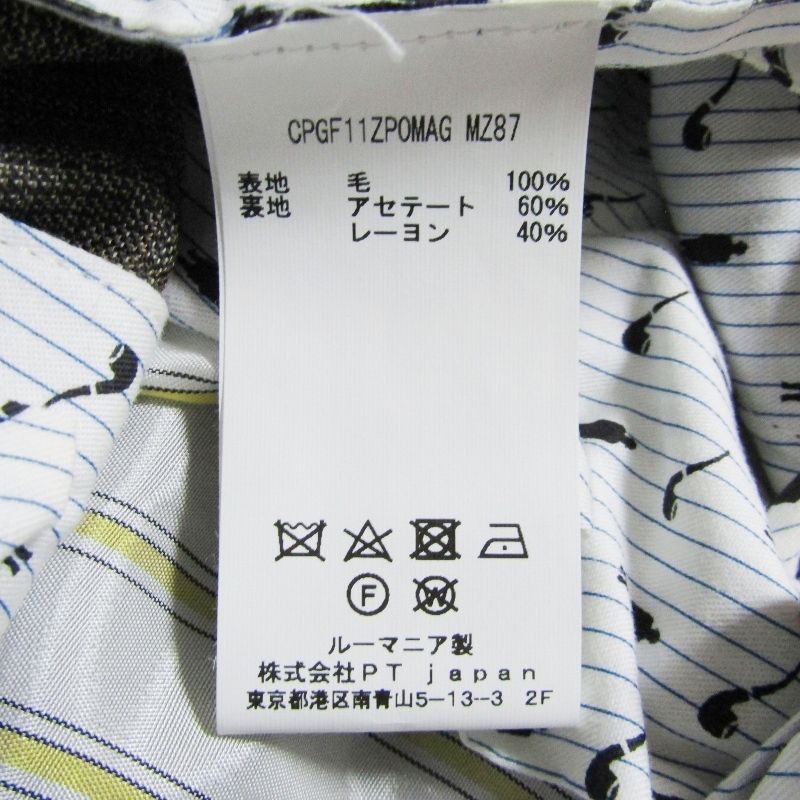 CPGF11ZP0MAG MZ87
表地 毛 100%
裏地 アセテート 60%
レーヨン 40%
F W
ルーマニア製
株式会社PT japan
東京都港区南青山5-13-3 2F